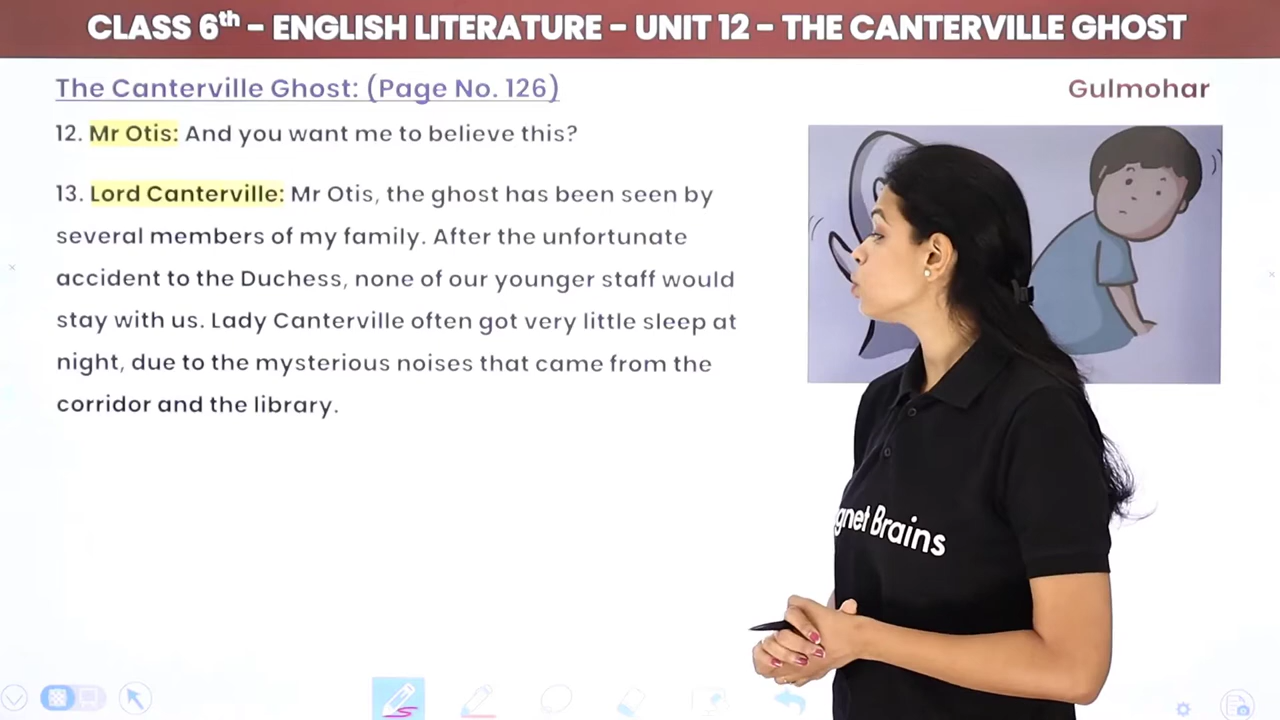 CLASS 6th - ENGLISH LITERATURE - UNIT 12 - THE CANTERVILLE GHOST
The Canterville Ghost: (Page No. 126)
Gulmohar
12. Mr Otis: And you want me to believe this?
13. Lord Canterville: Mr Otis, the ghost has been seen by
several members of my family. After the unfortunate
accident to the Duchess, none of our younger staff would
stay with us. Lady Canterville often got very little sleep at
night, due to the mysterious noises that came from the
corridor and the library.
Brains